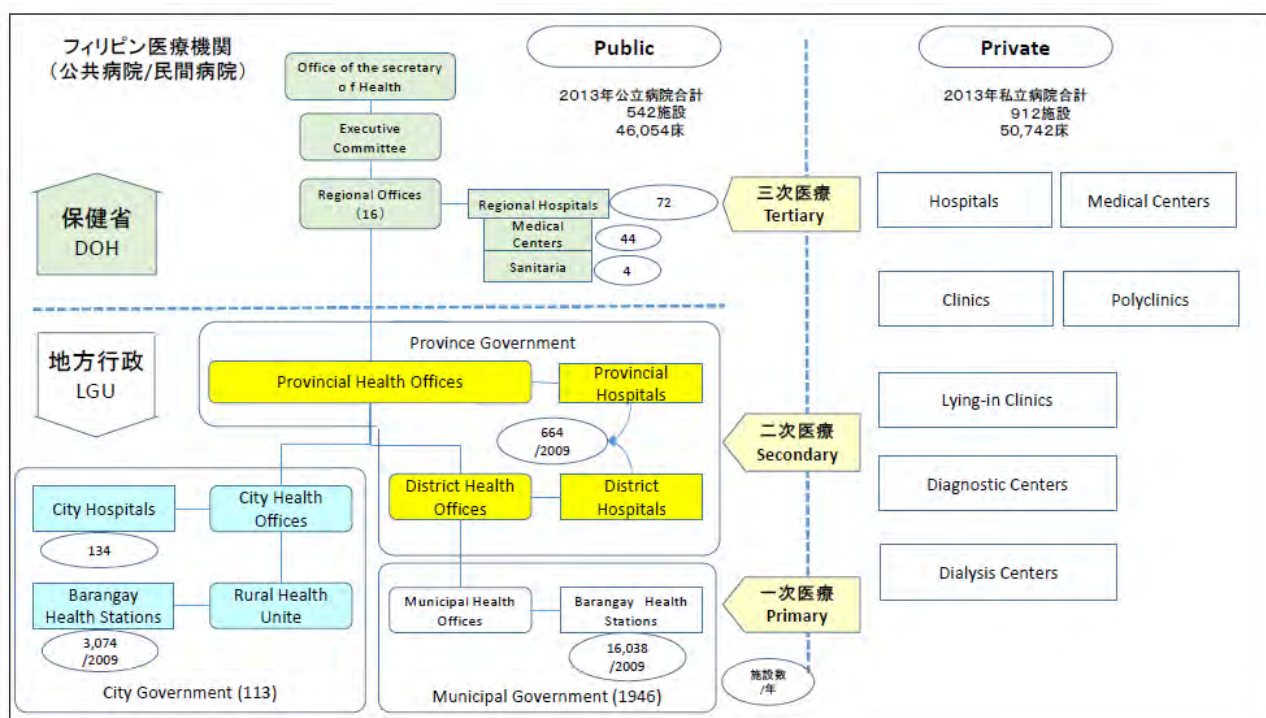 フィリピン医療機関
（公共病院/民間病院）
Office of the secretary
o f Health
Executive
Committee
Regional Offices
（16）
Regional Hospitals
72
Medical
Centers
44
Sanitaria
4
Public
2013年公立病院合計
542施設
46,054床
Private
2013年私立病院合計
912施設
50,742床
保健省
DOH
三次医療
Tertiary
Hospitals
Medical Centers
Clinics
Polyclinics
地方行政
LGU
Province Government
Provincial Health Offices
Provincial
Hospitals
664
/2009
District Health
Offices
District
Hospitals
二次医療
Secondary
Lying-in Clinics
Diagnostic Centers
Dialysis Centers
City Hospitals
134
City Health
Offices
Barangay
Health Stations
3,074
/2009
Rural Health
Unite
City Government (113)
Municipal Health
Offices
Barangay Health
Stations
16,038
/2009
Municipal Government (1946)
一次医療
Primary
施設数
/年